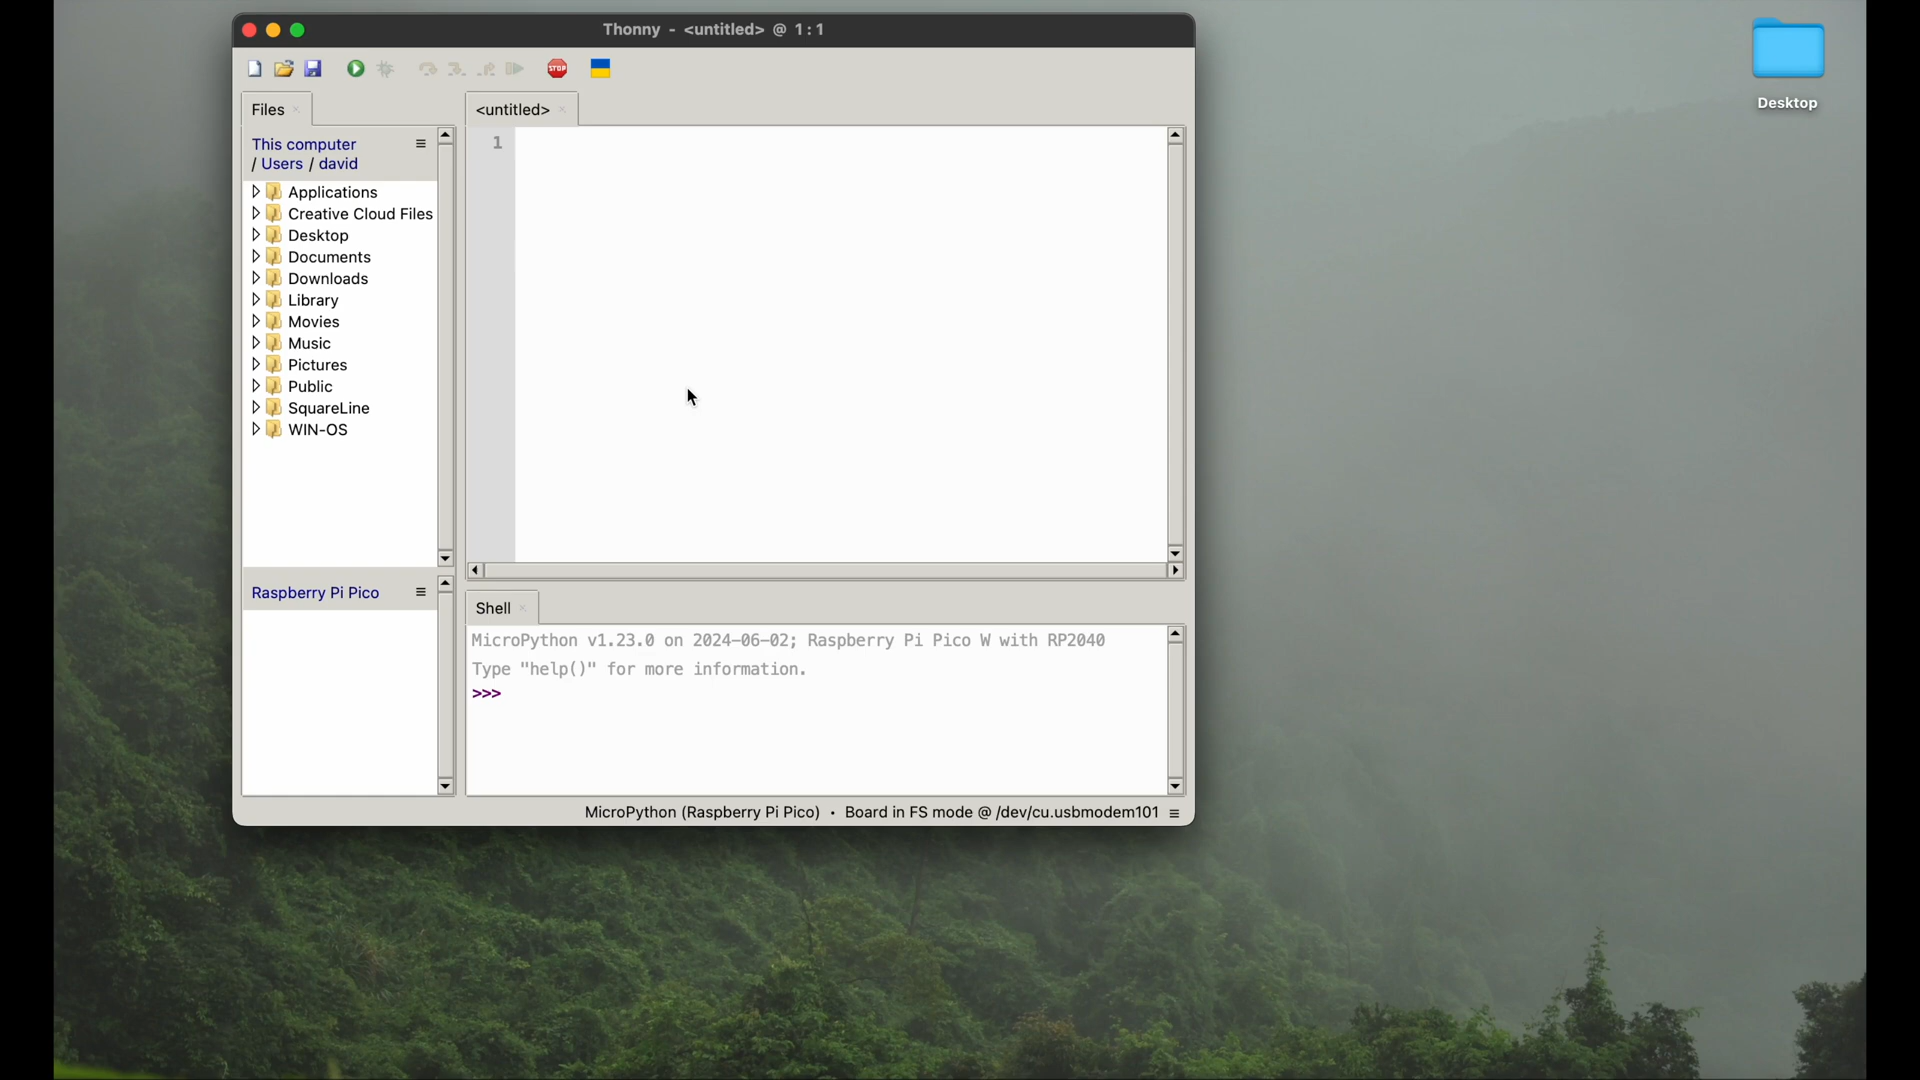 Thonny - <untitled> @ 1:1
STOP
Files
<untitled>
This computer
/ Users / david
Applications
Creative Cloud Files
Desktop
Documents
Downloads
Library
Movies
Music
Pictures
Public
SquareLine
WIN-OS
1
Raspberry Pi Pico
Shell
MicroPython v1.23.0 on 2024-06-02; Raspberry Pi Pico W with RP2040
Type "help()" for more information.
>>>
MicroPython (Raspberry Pi Pico) • Board in FS mode @ /dev/cu.usbmodem101
Desktop